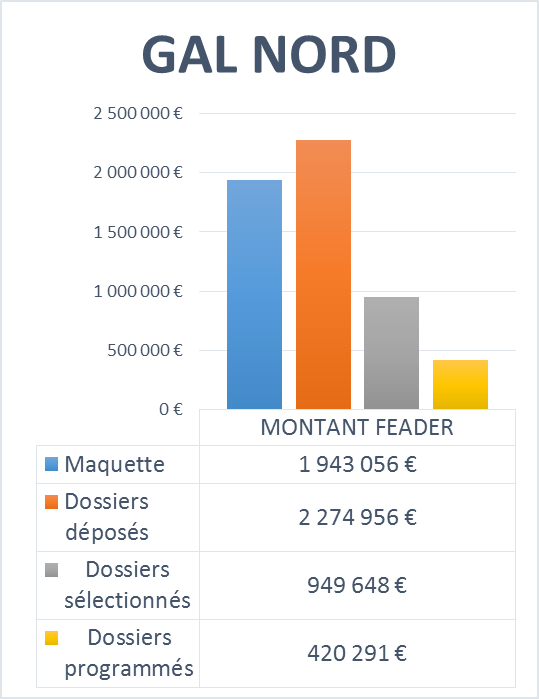 GAL NORD
2 500 000 €
2 000 000 €
1 500 000 €
1 000 000 €
500 000 €
0 €
MONTANT FEADER
Maquette 1 943 056 €
Dossiers
déposés
2 274 956 €
Dossiers
sélectionnés
949 648 €
Dossiers
programmés
420 291 €